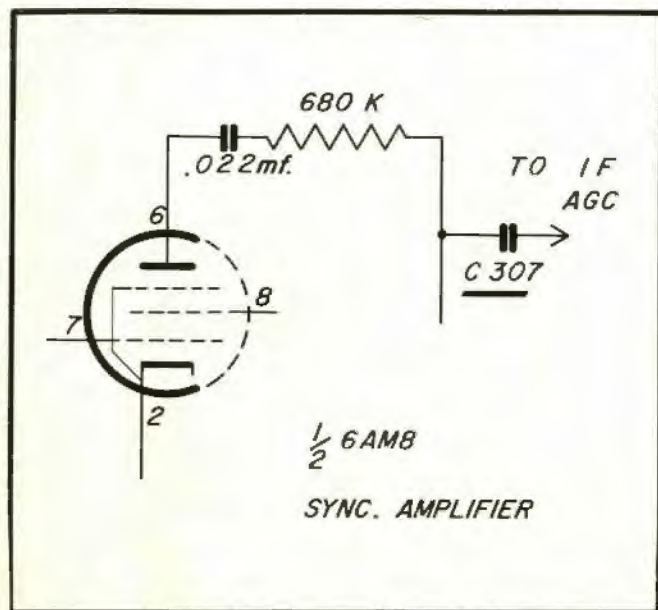 680 K
.022mf.
TO IF
AGC
6
C 307
8
7
2
1/2 6AM8
SYNC. AMPLIFIER